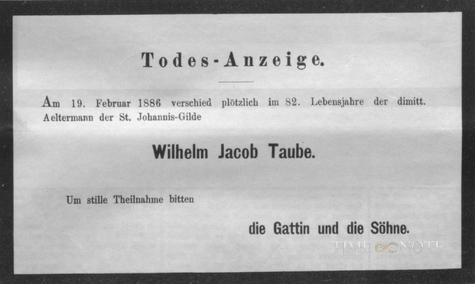 Todes-Anzeige.
Am 19. Februar 1886 verschied plötzlich im 82. Lebensjahre der dimitt.
Aeltermann der St. Johannis-Gilde
Wilhelm Jacob Taube.
Um stille Theilnahme bitten
die Gattin und die Söhne.